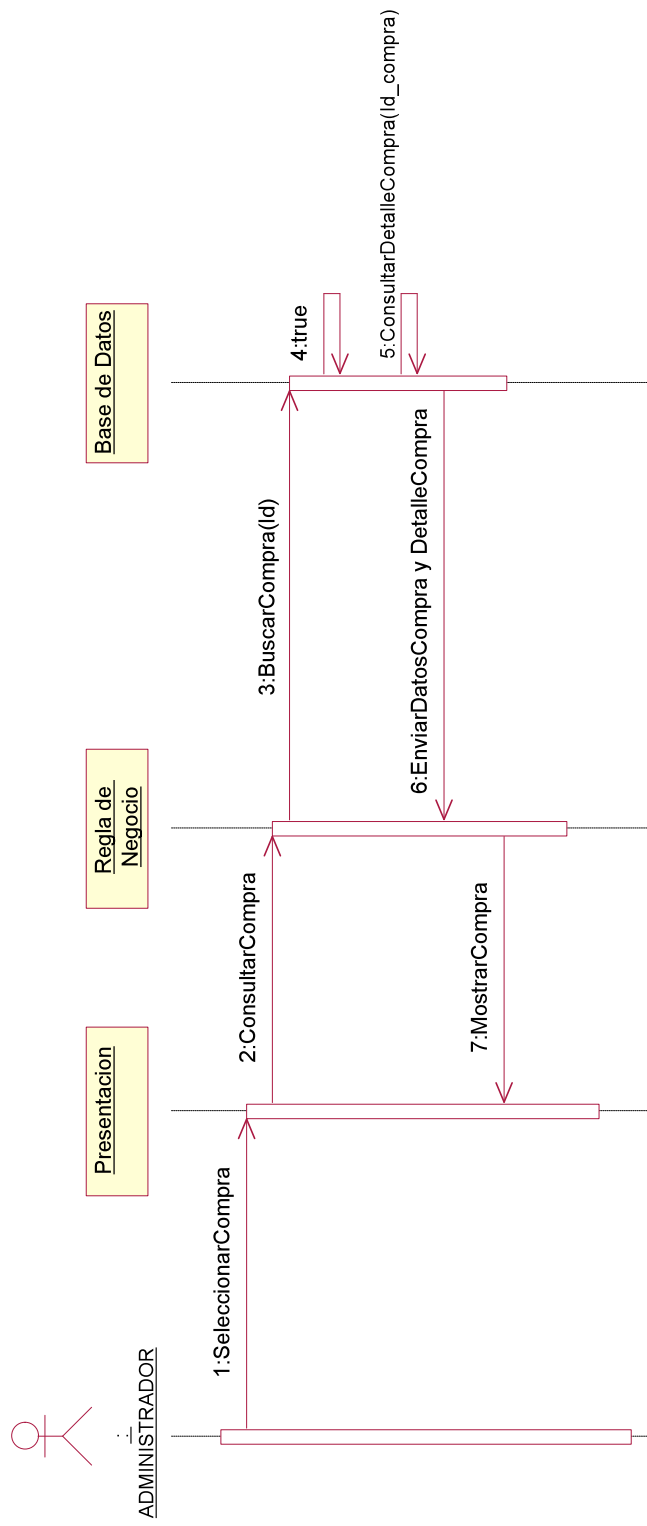 : ADMINISTRADOR
Presentacion
Regla de
Negocio
Base de Datos
1:SeleccionarCompra
2:ConsultarCompra
3:BuscarCompra(Id)
4:true
5:ConsultarDetalleCompra(Id_compra)
6:EnviarDatosCompra y DetalleCompra
7:MostrarCompra